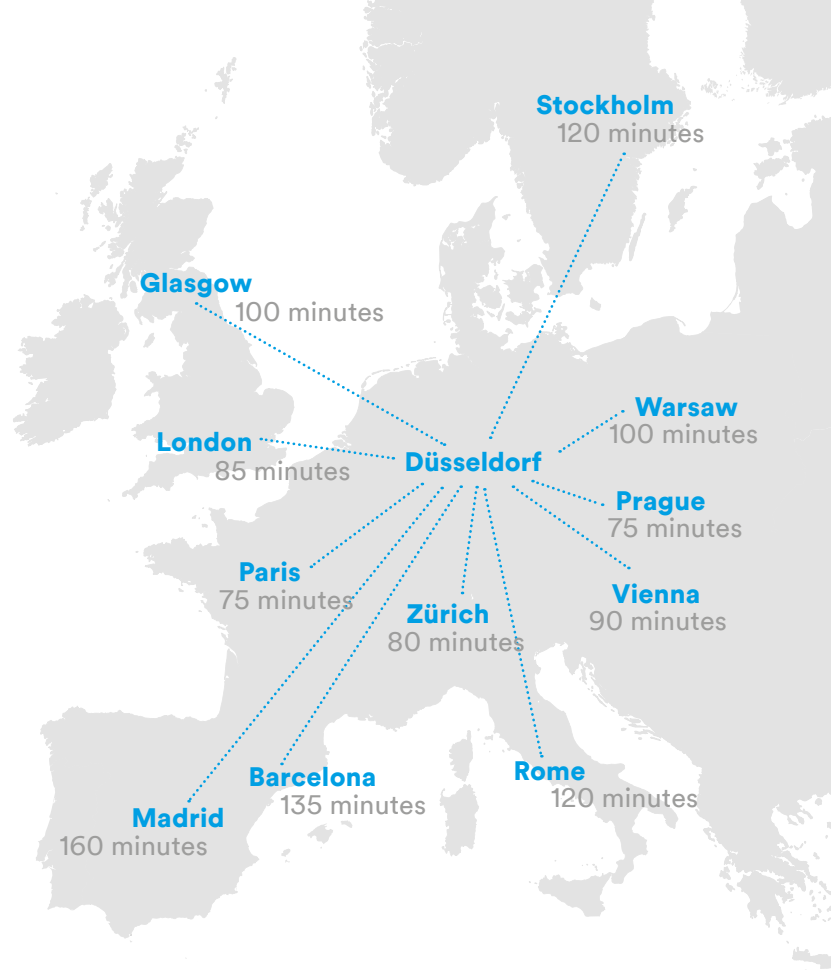 Stockholm
120 minutes
Glasgow
100 minutes
Warsaw
100 minutes
London
85 minutes
Düsseldorf
Prague
75 minutes
Paris
75 minutes
Vienna
90 minutes
Zürich
80 minutes
Barcelona
135 minutes
Rome
120 minutes
Madrid
160 minutes